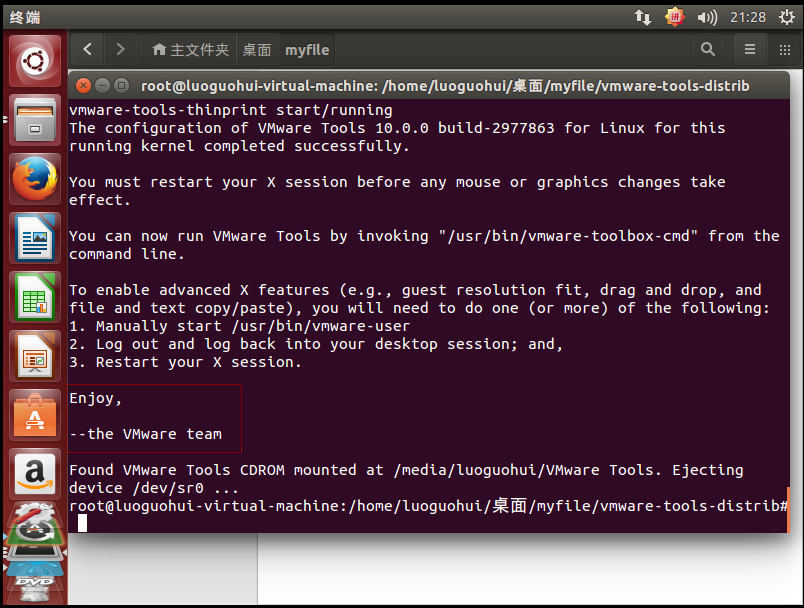 终端
拼
21:28
主文件夹
桌面
myfile
root@luoguohui-virtual-machine: /home/luoguohui/桌面/myfile/vmware-tools-distrib
vmware-tools-thinprint start/running
The configuration of VMware Tools 10.0.0 build-2977863 for Linux for this
running kernel completed successfully.
You must restart your X session before any mouse or graphics changes take
effect.
You can now run VMware Tools by invoking "/usr/bin/vmware-toolbox-cmd" from the
command line.
To enable advanced X features (e.g., guest resolution fit, drag and drop, and
file and text copy/paste), you will need to do one (or more) of the following:
1. Manually start /usr/bin/vmware-user
2. Log out and log back into your desktop session; and,
3. Restart your X session.
Enjoy,
--the VMware team
Found VMware Tools CDROM mounted at /media/luoguohui/VMware Tools. Ejecting
device /dev/sr0 ...
root@luoguohui-virtual-machine:/home/luoguohui/桌面/myfile/vmware-tools-distrib#
a
DVD